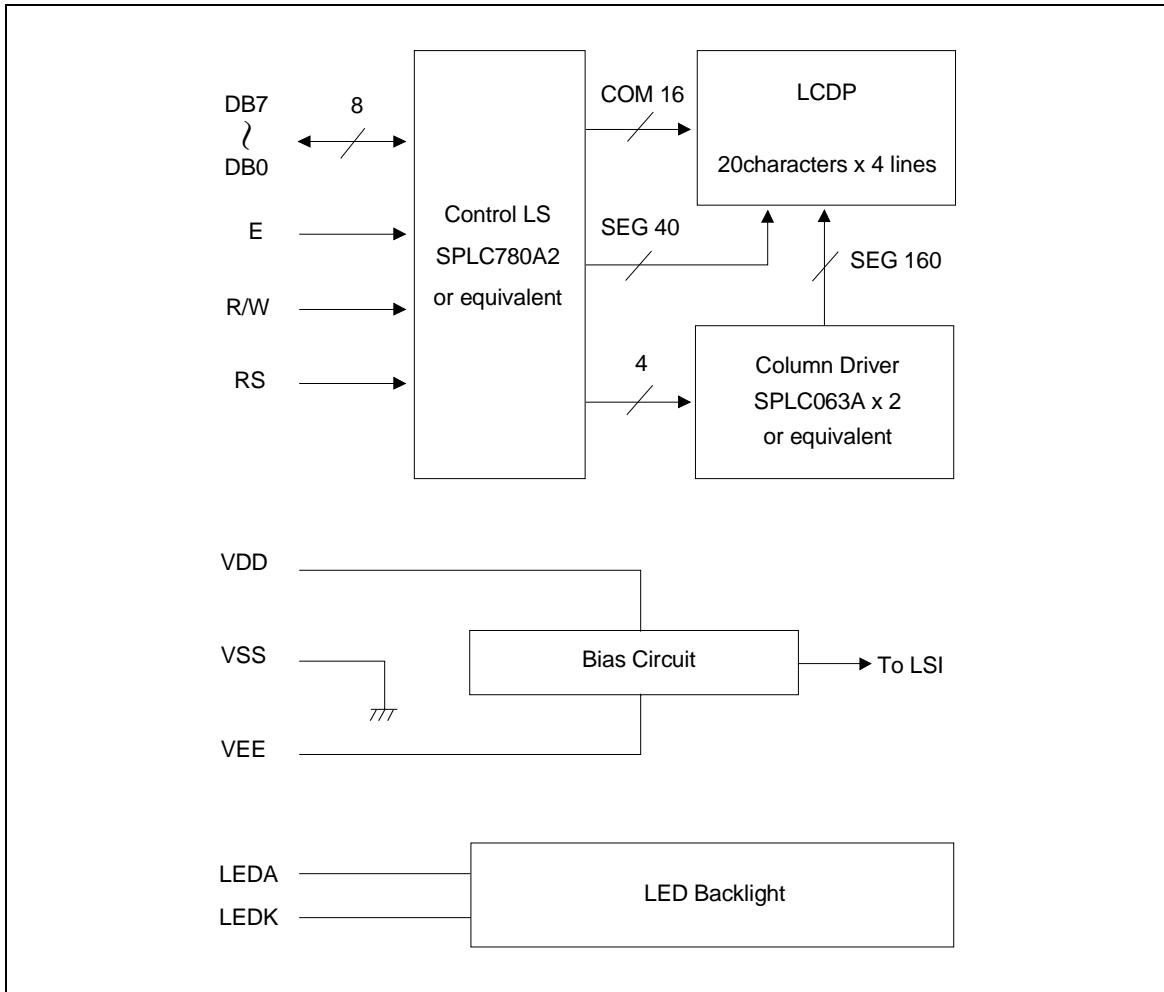 DB7
~
DB0
8
E
R/W
RS
Control LS
SPLC780A2
or equivalent
COM 16
SEG 40
4
LCDP
20characters x 4 lines
SEG 160
Column Driver
SPLC063A x 2
or equivalent
VDD
VSS
VEE
Bias Circuit
To LSI
LEDA
LEDK
LED Backlight